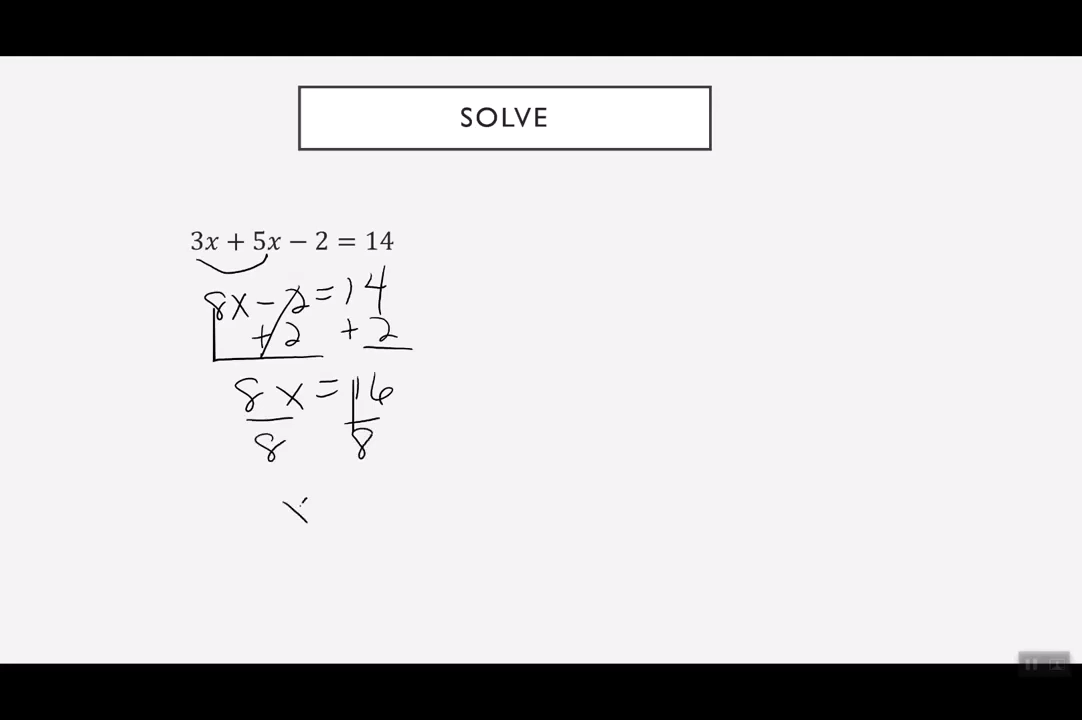 SOLVE
3x + 5x − 2 = 14
8x - 2 = 14
+2 +2
8x = 16
8 8
x